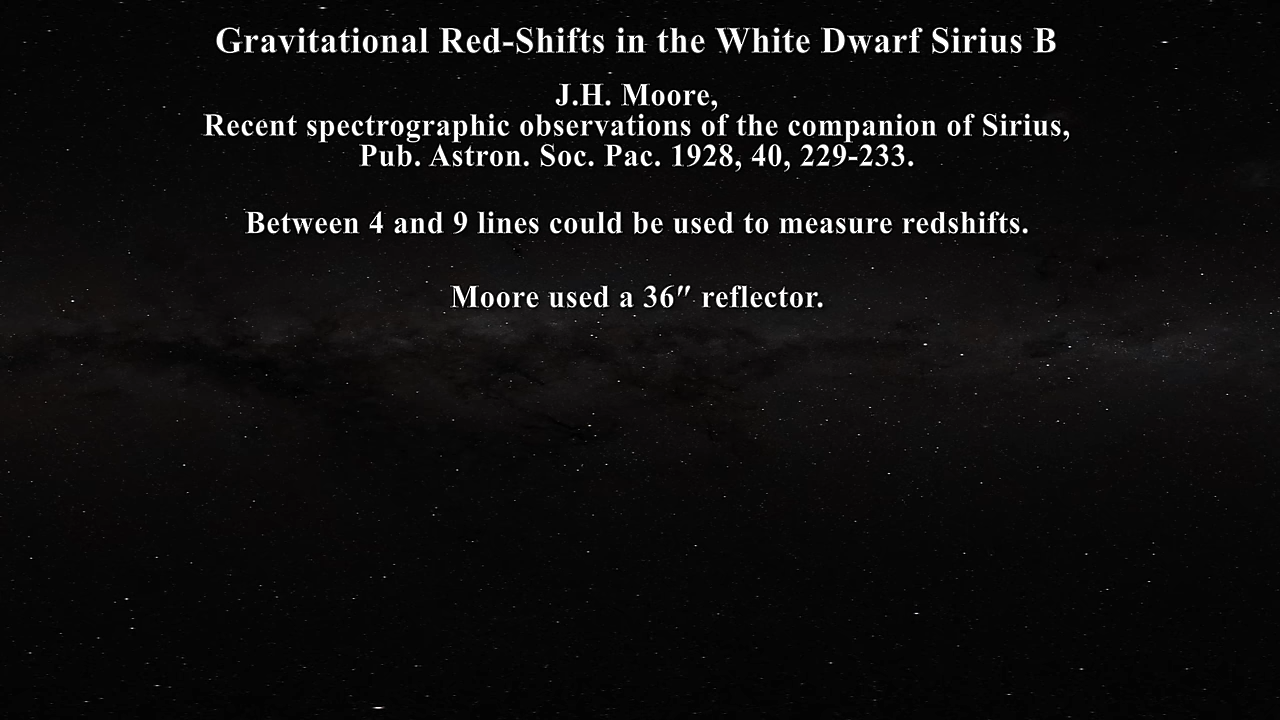 Gravitational Red-Shifts in the White Dwarf Sirius B
J.H. Moore,
Recent spectrographic observations of the companion of Sirius,
Pub. Astron. Soc. Pac. 1928, 40, 229-233.
Between 4 and 9 lines could be used to measure redshifts.
Moore used a 36″ reflector.